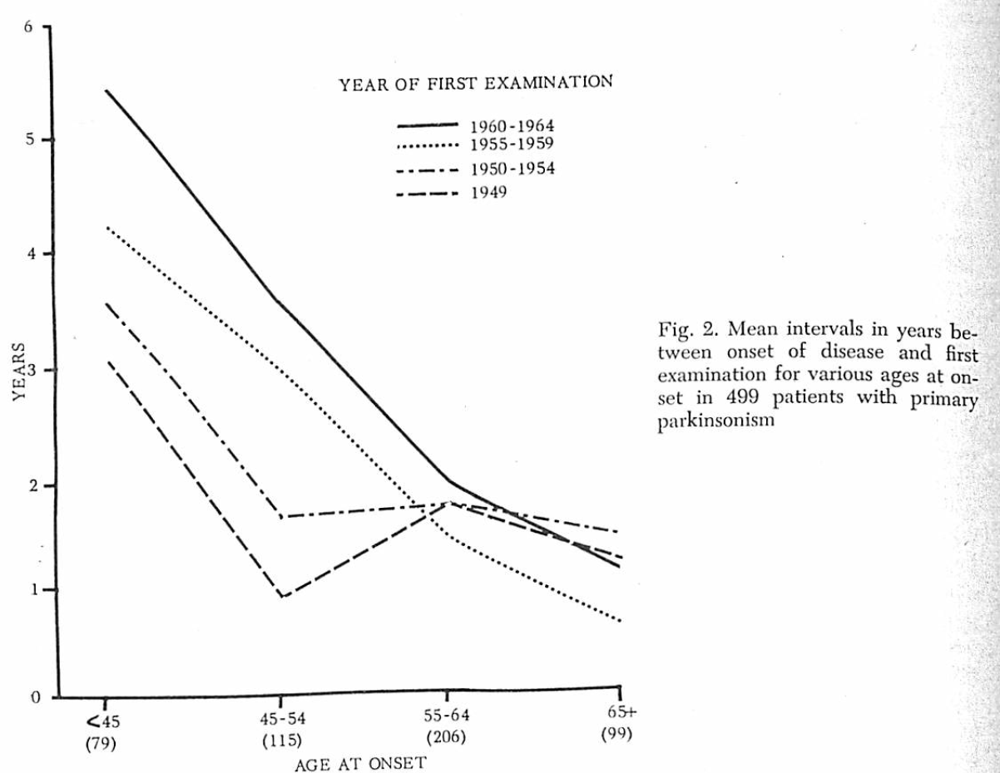 6
YEAR OF FIRST EXAMINATION
1960-1964
1955-1959
1950-1954
1949
5
4
3
2
1
0
YEARS
<45 45-54 55-64 65+
(79) (115) (206) (99)
AGE AT ONSET
Fig. 2. Mean intervals in years be-
tween onset of disease and first
examination for various ages at on-
set in 499 patients with primary
parkinsonism